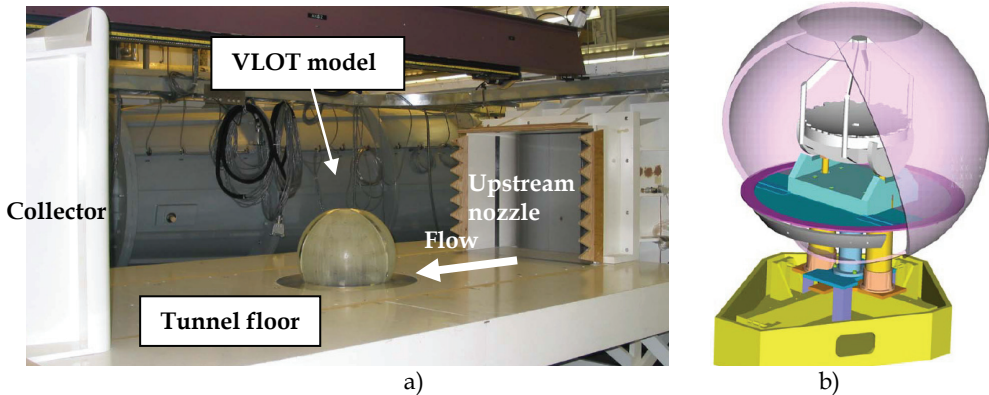 VLOT model
Collector
Upstream
nozzle
Flow
Tunnel floor
a)
b)